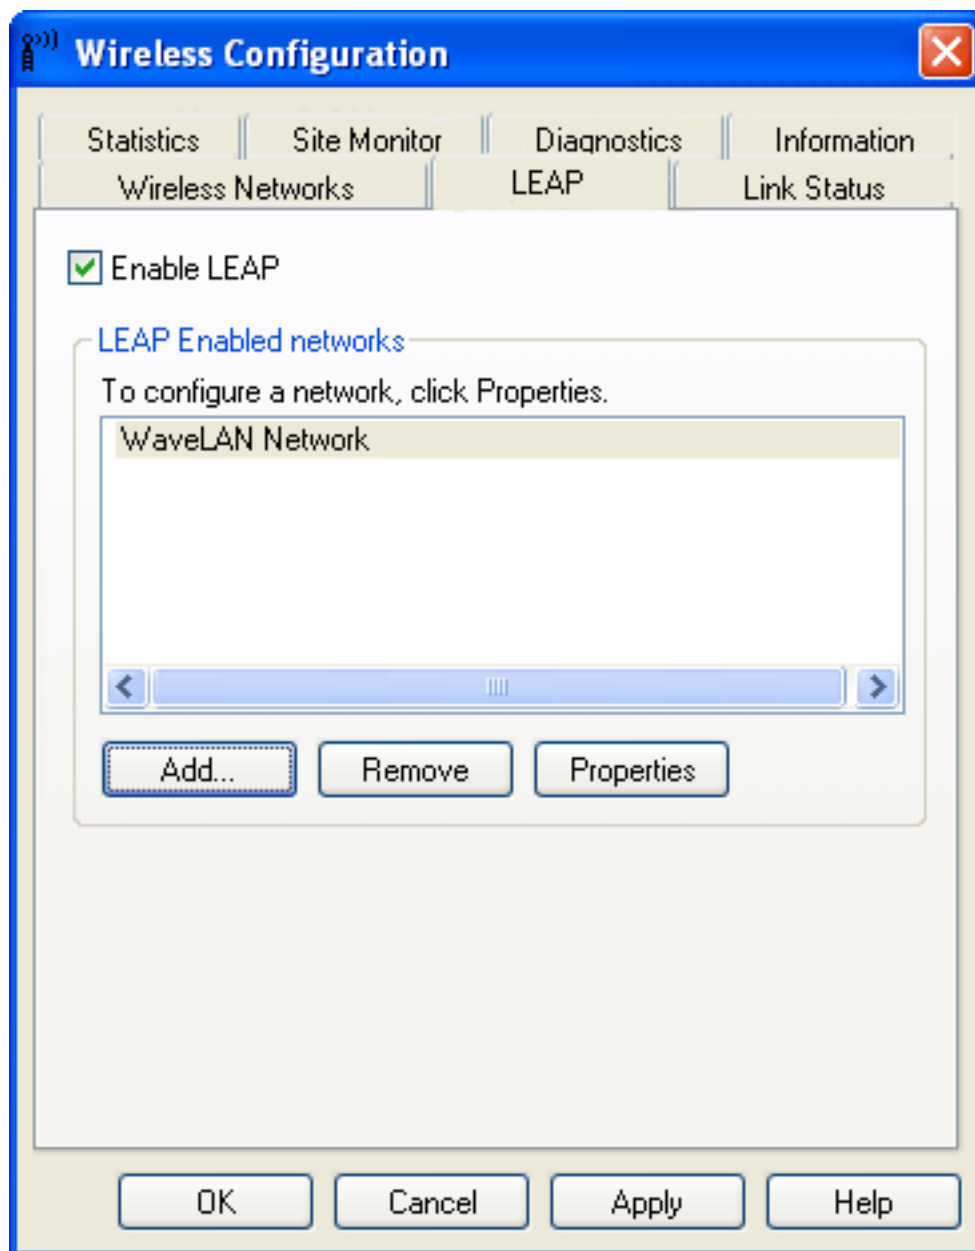 Wireless Configuration
Statistics Site Monitor Diagnostics Information
Wireless Networks LEAP Link Status
Enable LEAP
LEAP Enabled networks
To configure a network, click Properties.
WaveLAN Network
Add... Remove Properties
OK Cancel Apply Help